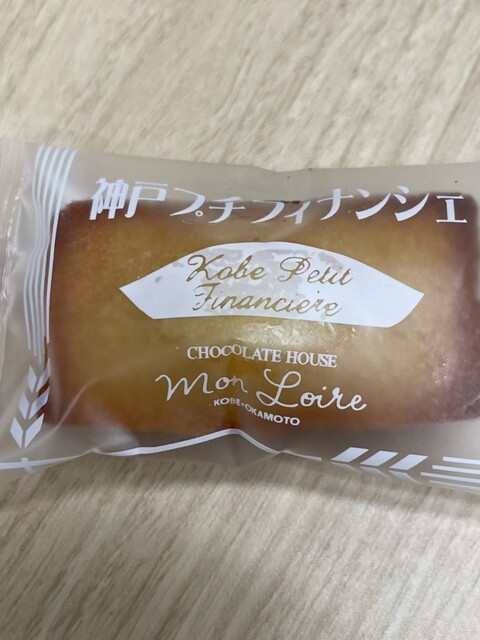 神戸プチフィナンシェ
Kobe Petit
Financiere
CHOCOLATE HOUSE
Mon Loire
KOBE・OKAMOTO